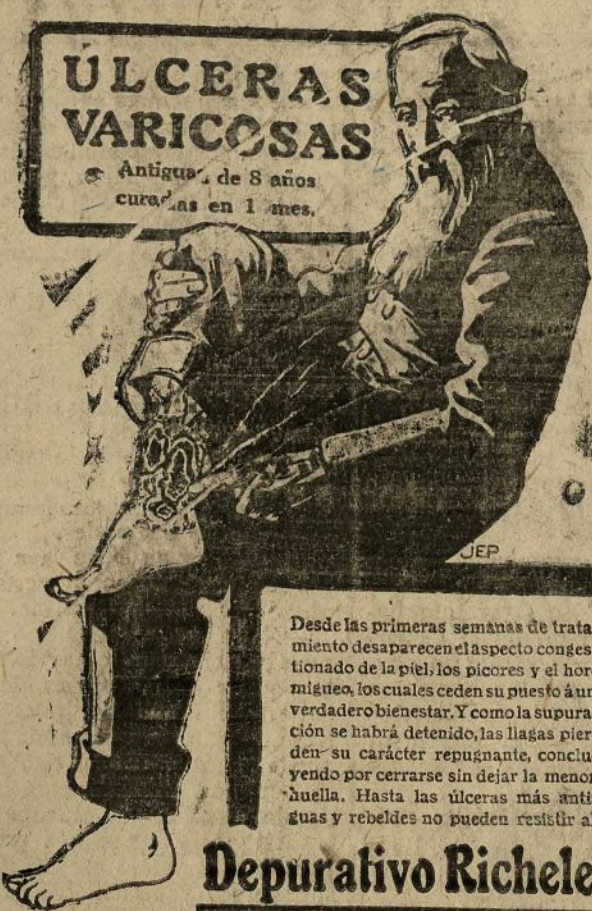 ÚLCERAS
VARICOSAS
Antiguas de 8 años
curadas en 1 mes.
JEP
Desde las primeras semanas de trata
miento desaparecen el aspecto conges
tionado de la piel, los picores y el hor
migueo, los cuales ceden su puesto á un
verdadero bienestar. Y como la supura
ción se habrá detenido, las llagas pier
den su carácter repugnante, conclu
yendo por cerrarse sin dejar la menor
huella. Hasta las úlceras más anti
guas y rebeldes no pueden resistir al
Depurativo Richele